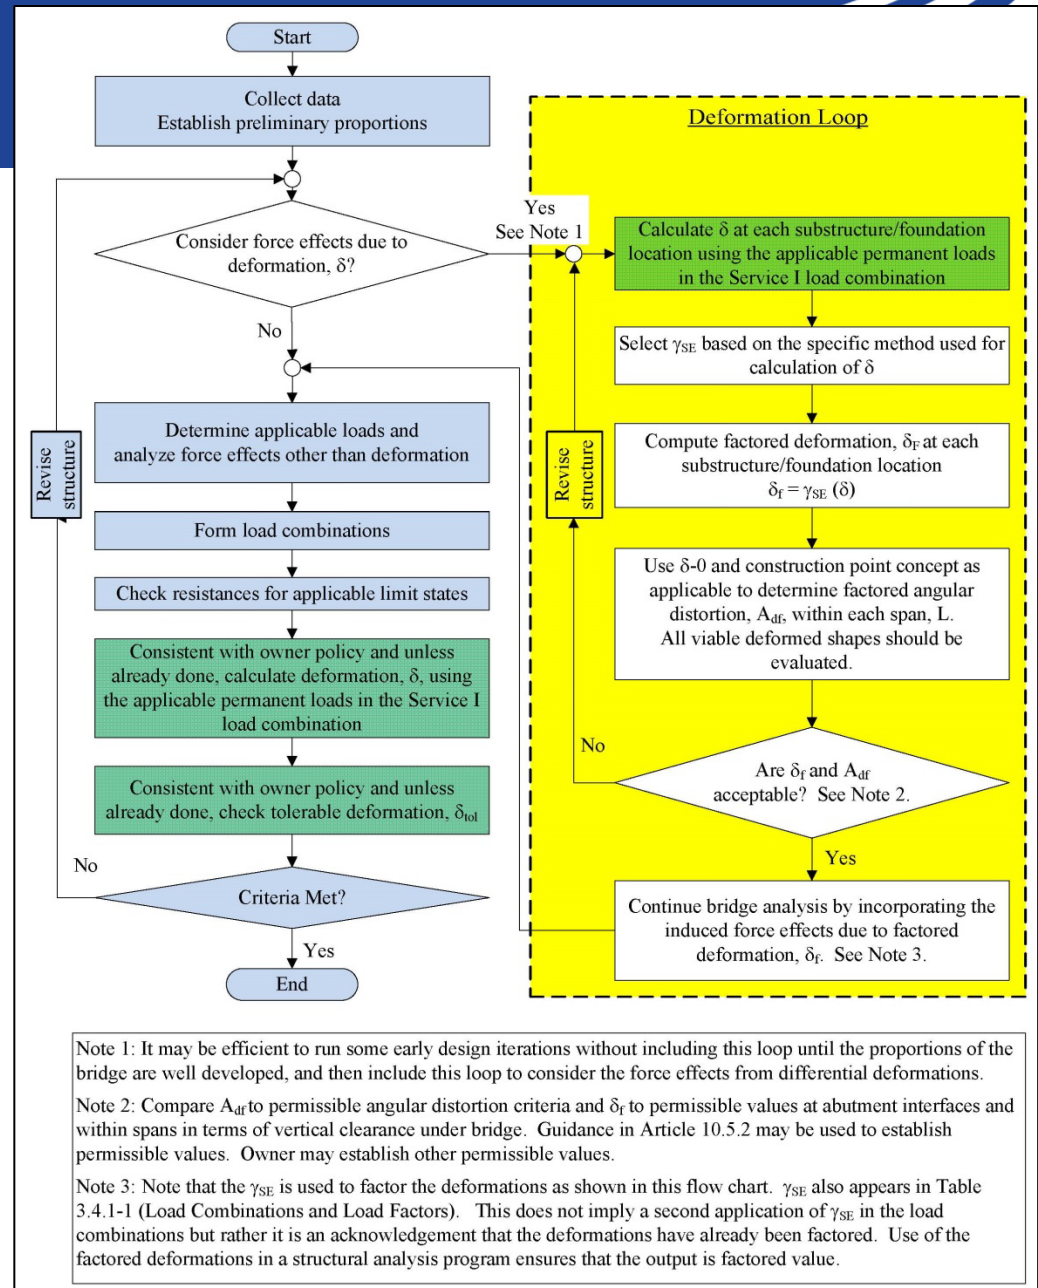 Start
Collect data
Establish preliminary proportions
Consider force effects due to
deformation, δ?
No
Determine applicable loads and
analyze force effects other than deformation
Form load combinations
Check resistances for applicable limit states
Consistent with owner policy and unless
already done, calculate deformation, δ, using
the applicable permanent loads in the Service I
load combination
Consistent with owner policy and unless
already done, check tolerable deformation, δtol
No
Criteria Met?
Yes
End
Revise
structure
Yes
See Note 1
Deformation Loop
Calculate δ at each substructure/foundation
location using the applicable permanent loads
in the Service I load combination
Select γSE based on the specific method used for
calculation of δ
Compute factored deformation, δF at each
substructure/foundation location
δf = γSE (δ)
Revise
structure
Use δ-0 and construction point concept as
applicable to determine factored angular
distortion, Adf, within each span, L.
All viable deformed shapes should be
evaluated.
No
Are δf and Adf
acceptable? See Note 2.
Yes
Continue bridge analysis by incorporating the
induced force effects due to factored
deformation, δf. See Note 3.
Note 1: It may be efficient to run some early design iterations without including this loop until the proportions of the
bridge are well developed, and then include this loop to consider the force effects from differential deformations.
Note 2: Compare Adf to permissible angular distortion criteria and δf to permissible values at abutment interfaces and
within spans in terms of vertical clearance under bridge. Guidance in Article 10.5.2 may be used to establish
permissible values. Owner may establish other permissible values.
Note 3: Note that the γSE is used to factor the deformations as shown in this flow chart. γSE also appears in Table
3.4.1-1 (Load Combinations and Load Factors). This does not imply a second application of γSE in the load
combinations but rather it is an acknowledgement that the deformations have already been factored. Use of the
factored deformations in a structural analysis program ensures that the output is factored value.